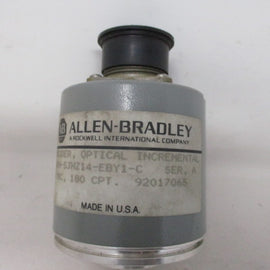 ALLEN-BRADLEY
A ROCKWELL INTERNATIONAL COMPANY
OPTICAL INCREMENTAL
SER. A
180 CPT. 92017065
MADE IN U.S.A.